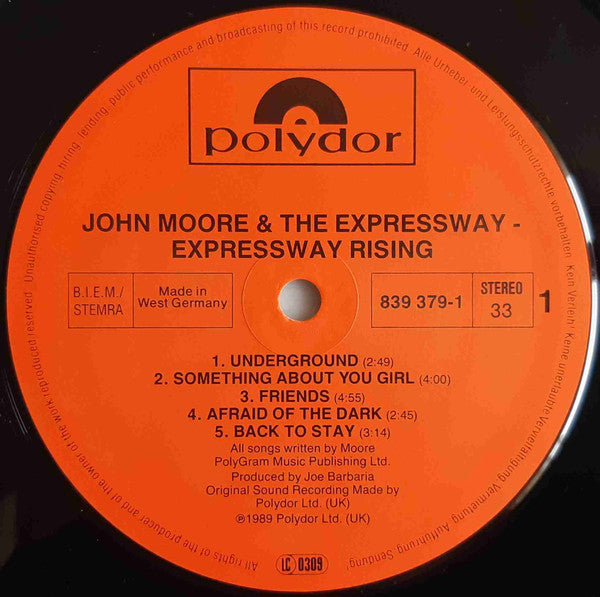 polydor
JOHN MOORE & THE EXPRESSWAY -
EXPRESSWAY RISING
B.I.E.M./
STEMRA
Made in
West Germany
839 379-1
STEREO
33
1
1. UNDERGROUND (2:49)
2. SOMETHING ABOUT YOU GIRL (4:00)
3. FRIENDS (4:55)
4. AFRAID OF THE DARK (2:45)
5. BACK TO STAY (3:14)
All songs written by Moore
PolyGram Music Publishing Ltd.
Produced by Joe Barbaria
Original Sound Recording Made by
Polydor Ltd. (UK)
℗1989 Polydor Ltd. (UK)
LC 0309
All rights of the producer and of the owner of the work reproduced reserved. Unauthorised copying, hiring, lending, public performance and broadcasting of this record prohibited. Alle Urheber- und Leistungsschutzrechte vorbehalten. Kein Verleih! Keine unerlaubte Vervielfältigung, Vermietung, Aufführung, Sendung!